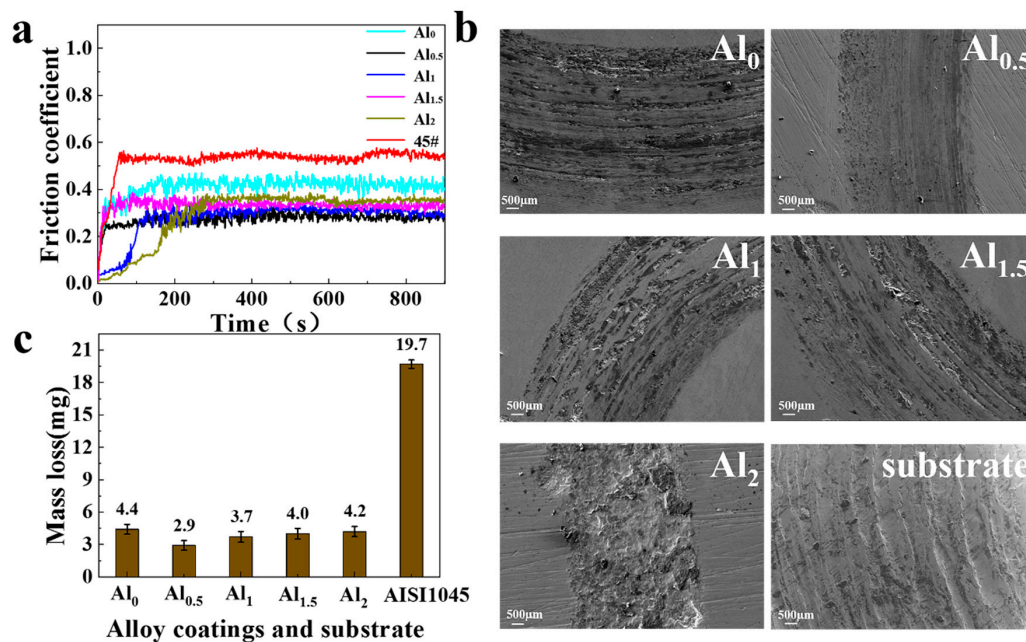 a
1.0
0.8
0.6
0.4
0.2
0.0
0
200
400
600
800
Friction coefficient
Time（s）
Al₀
Al₀.₅
Al₁
Al₁.₅
Al₂
45#
b
Al₀
500μm
Al₀.₅
500μm
Al₁
500μm
Al₁.₅
500μm
Al₂
500μm
substrate
500μm
c
21
18
15
12
9
6
3
0
Mass loss(mg)
4.4
2.9
3.7
4.0
4.2
19.7
Al₀
Al₀.₅
Al₁
Al₁.₅
Al₂
AISI1045
Alloy coatings and substrate